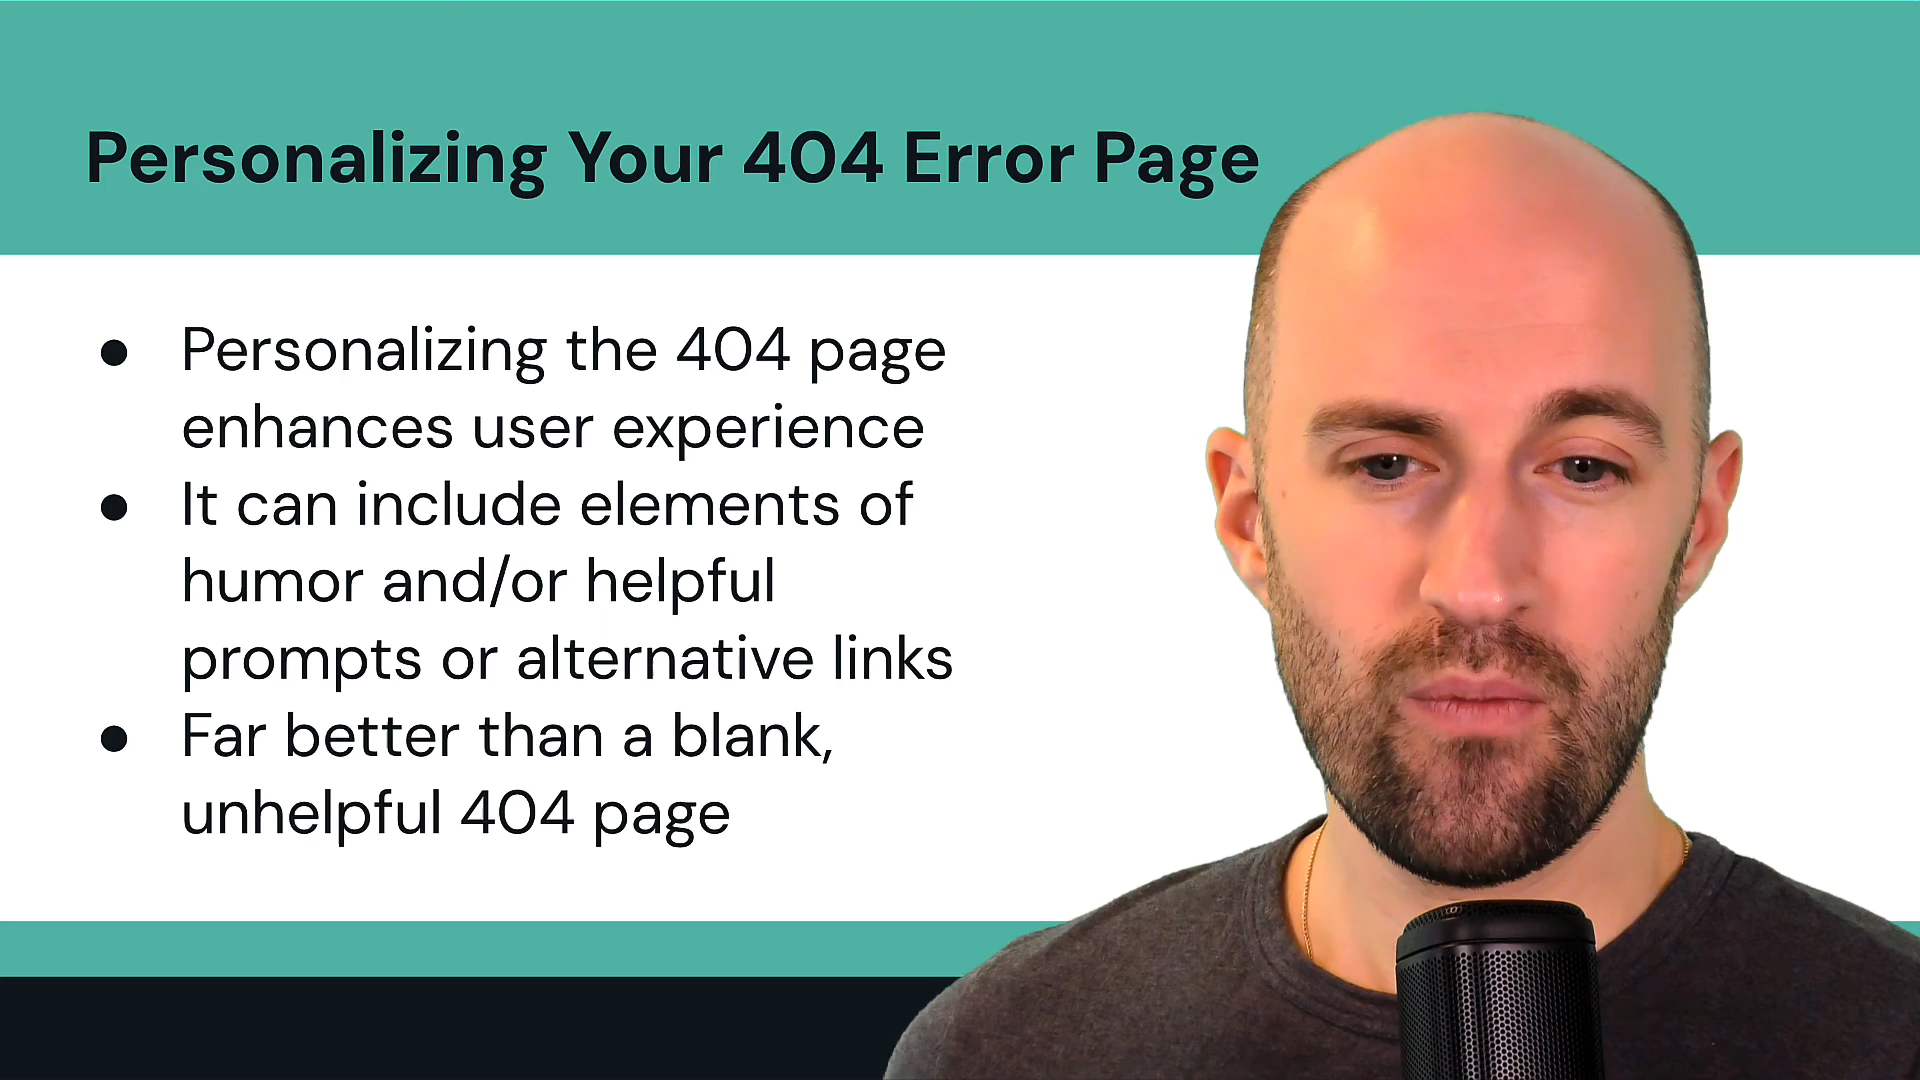 Personalizing Your 404 Error Page
● Personalizing the 404 page
enhances user experience
● It can include elements of
humor and/or helpful
prompts or alternative links
● Far better than a blank,
unhelpful 404 page